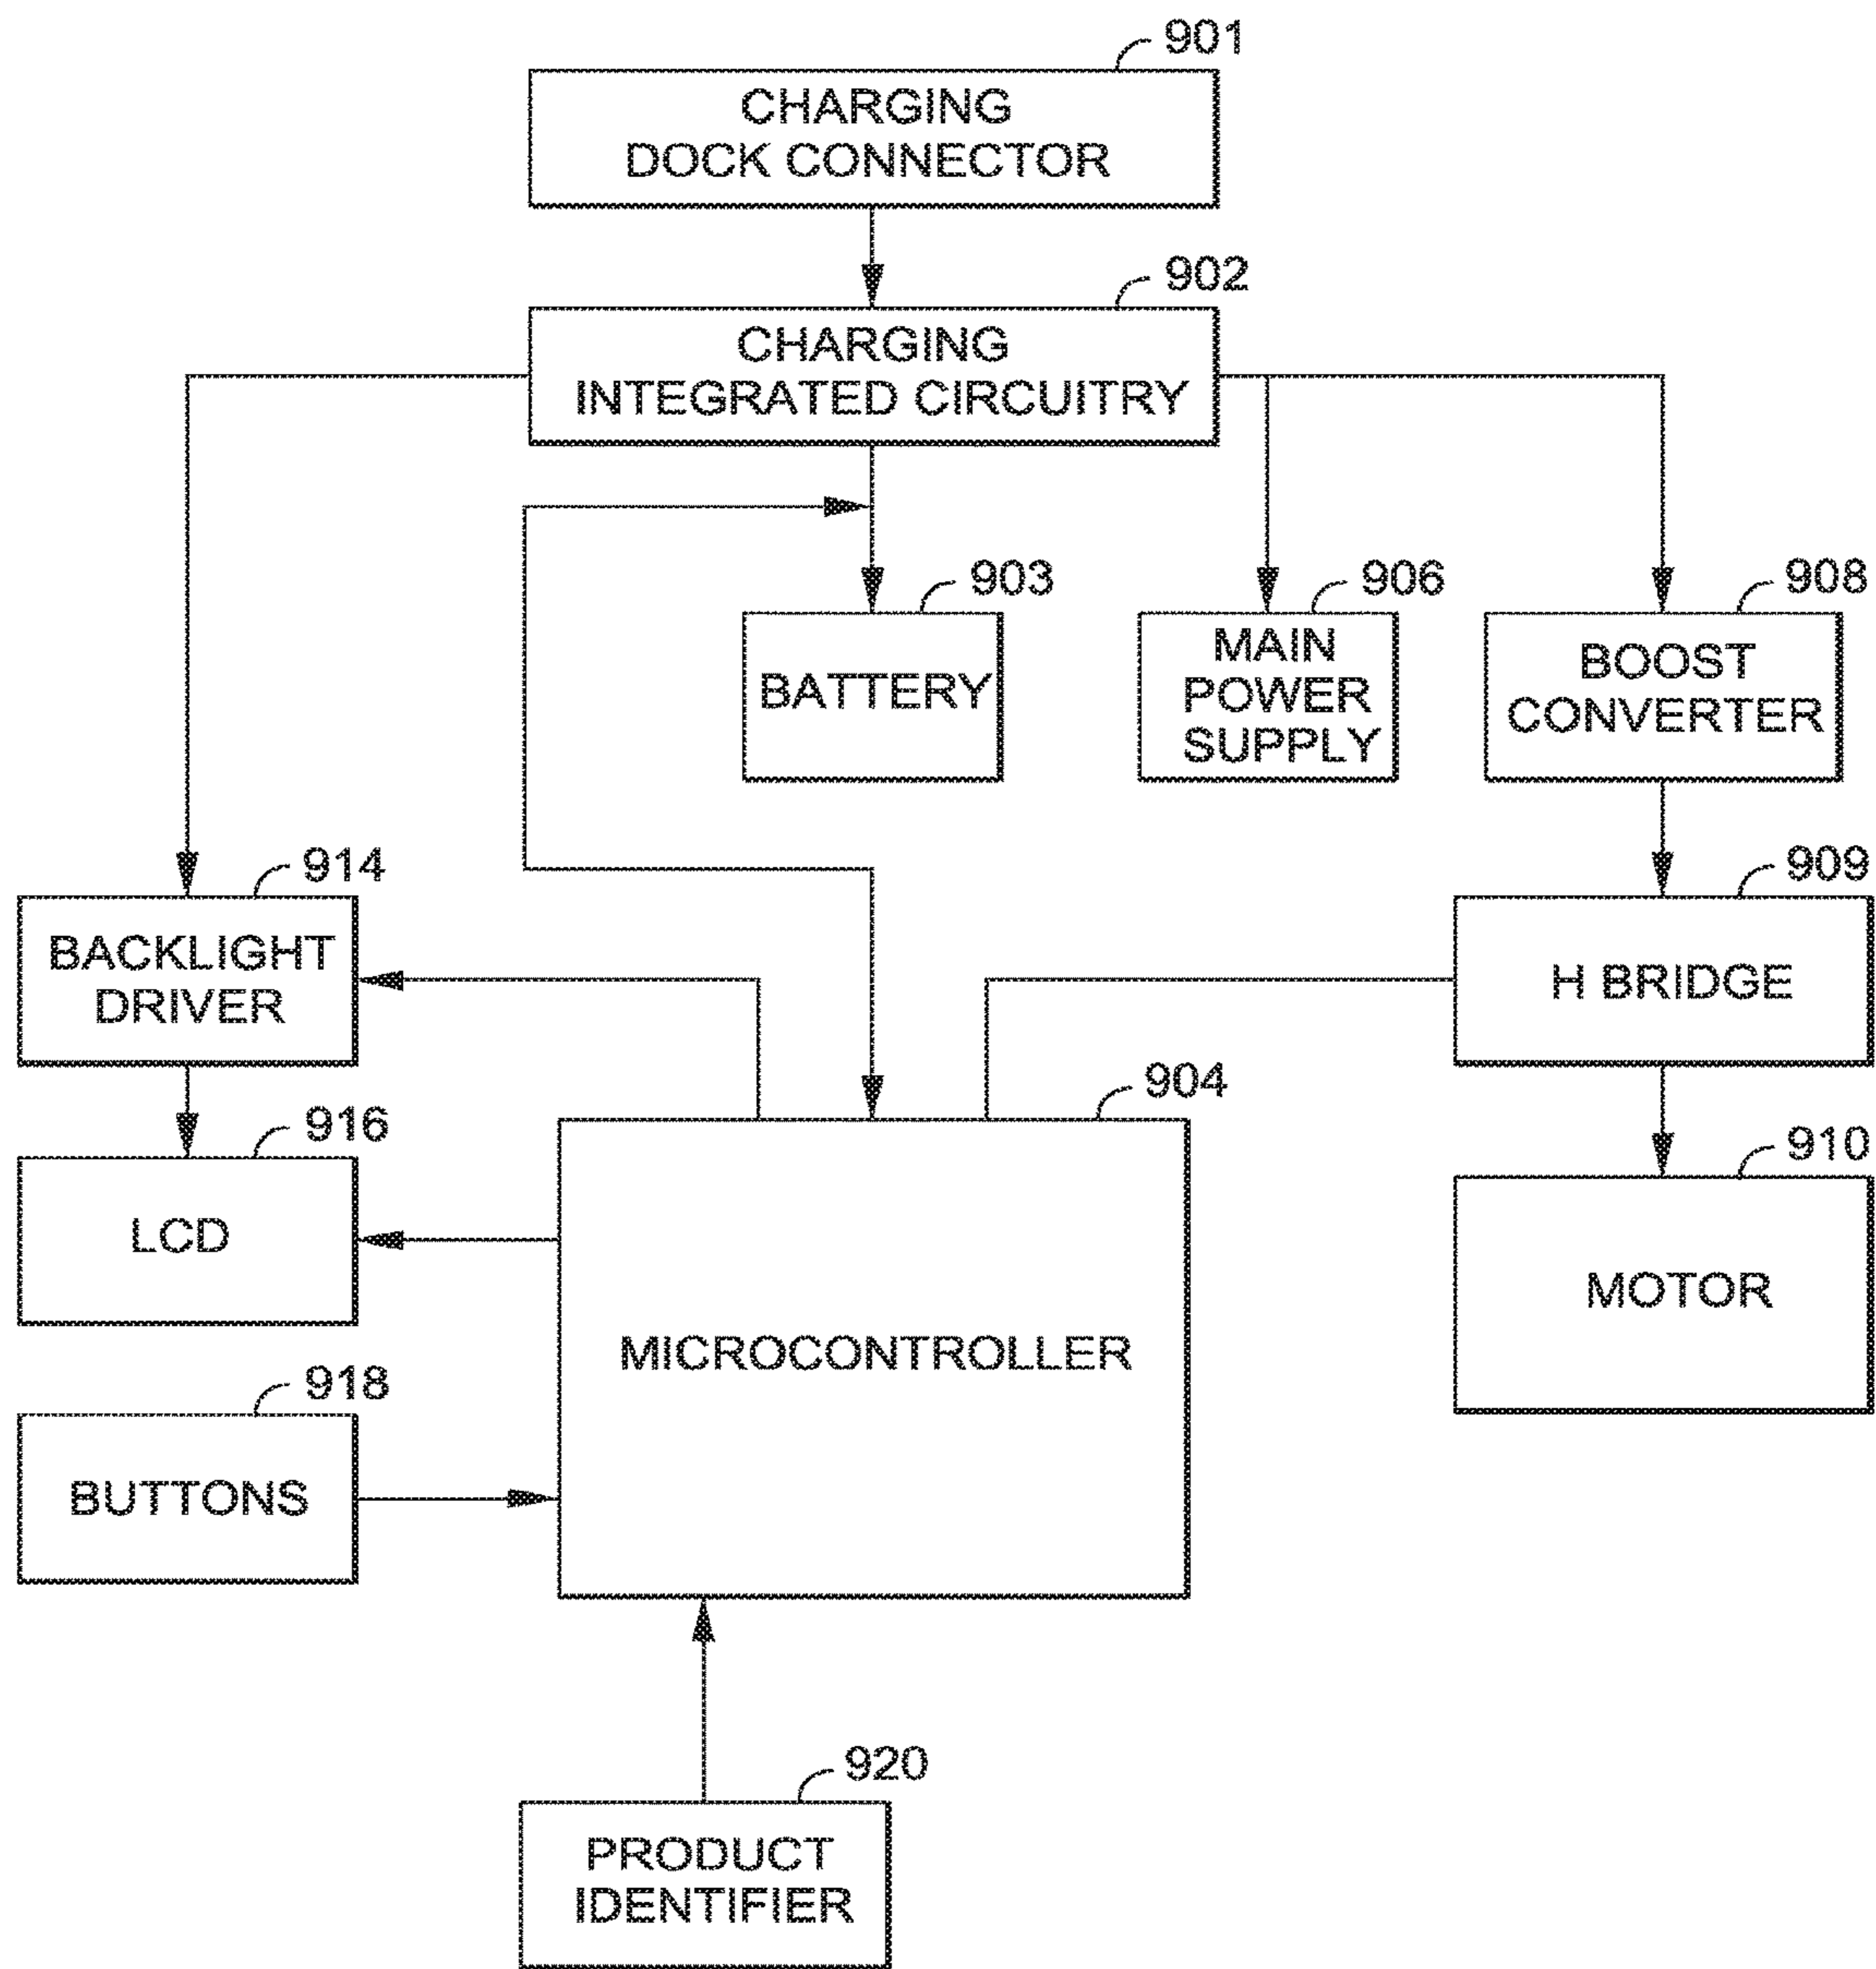 901
CHARGING
DOCK CONNECTOR
902
CHARGING
INTEGRATED CIRCUITRY
903
BATTERY
906
MAIN
POWER
SUPPLY
908
BOOST
CONVERTER
914
BACKLIGHT
DRIVER
909
H BRIDGE
904
MICROCONTROLLER
916
LCD
910
MOTOR
918
BUTTONS
920
PRODUCT
IDENTIFIER